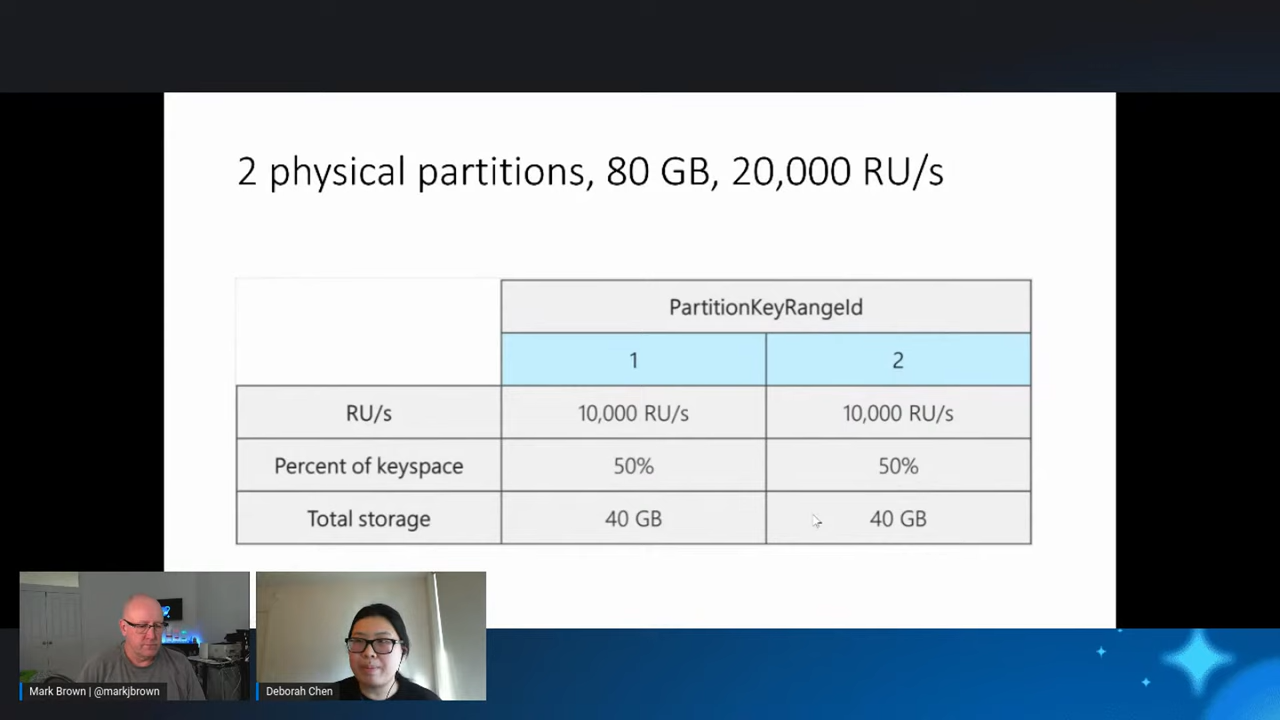 2 physical partitions, 80 GB, 20,000 RU/s
PartitionKeyRangeId
1 2
RU/s 10,000 RU/s 10,000 RU/s
Percent of keyspace 50% 50%
Total storage 40 GB 40 GB
Mark Brown | @markjbrown Deborah Chen